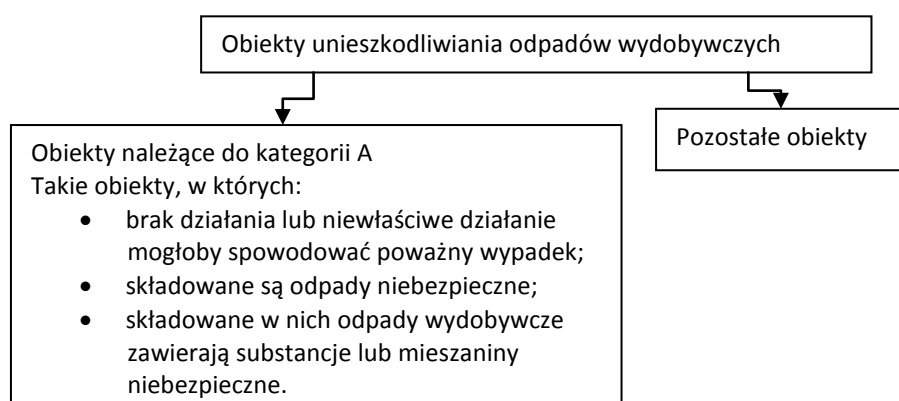 Obiekty unieszkodliwiania odpadów wydobywczych
Obiekty należące do kategorii A
Takie obiekty, w których:
• brak działania lub niewłaściwe działanie
mogłoby spowodować poważny wypadek;
• składowane są odpady niebezpieczne;
• składowane w nich odpady wydobywcze
zawierają substancje lub mieszaniny
niebezpieczne.
Pozostałe obiekty